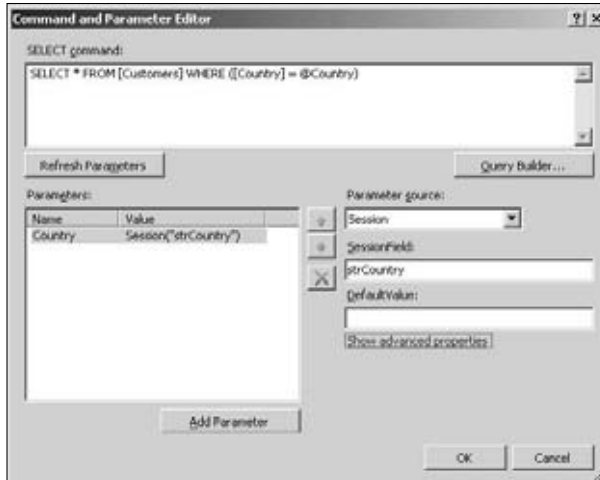 Command and Parameter Editor
SELECT command:
SELECT * FROM [Customers] WHERE ([Country] = @Country)
Refresh Parameters
Query Builder...
Parameters:
Name Value
Country Session("strCountry")
Add Parameter
Parameter source:
Session
SessionField:
strCountry
DefaultValue:
Show advanced properties
OK
Cancel